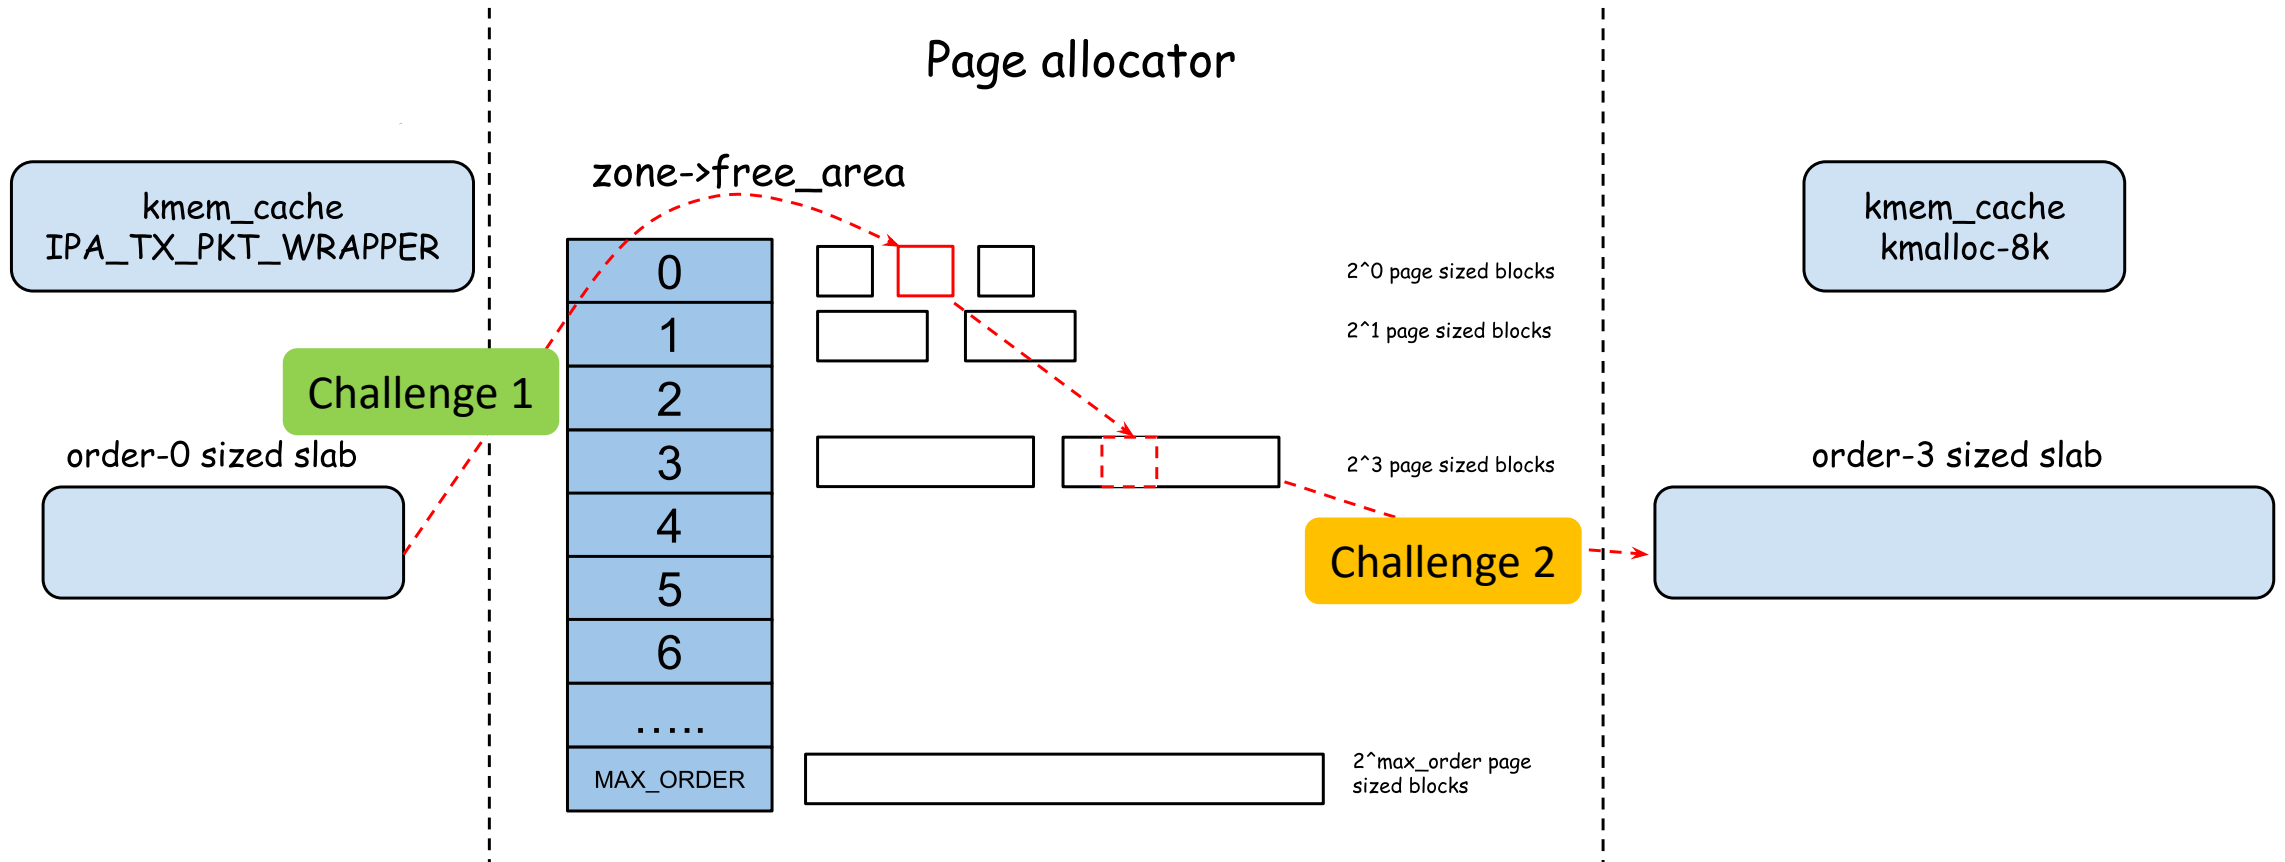 Page allocator
kmem_cache
IPA_TX_PKT_WRAPPER
zone->free_area
kmem_cache
kmalloc-8k
0
2^0 page sized blocks
1
2^1 page sized blocks
Challenge 1
2
order-0 sized slab
3
2^3 page sized blocks
order-3 sized slab
4
Challenge 2
5
6
.....
MAX_ORDER
2^max_order page
sized blocks